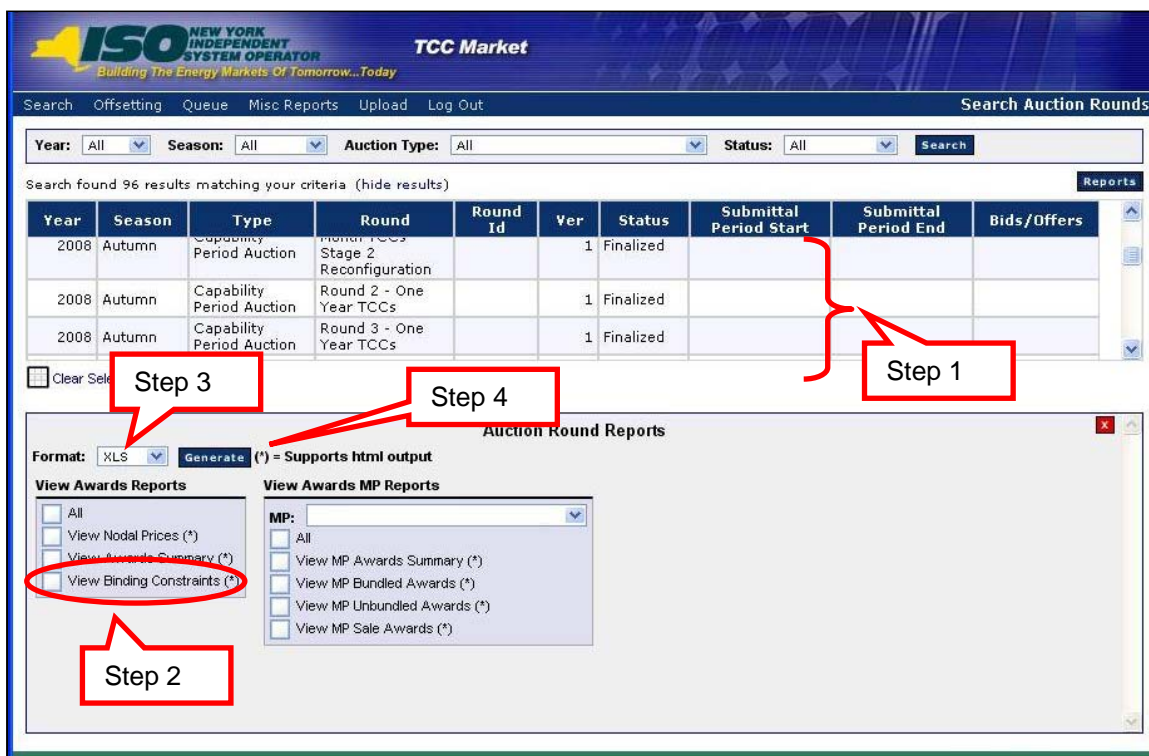 NEW YORK
INDEPENDENT
SYSTEM OPERATOR
ISO
Building The Energy Markets Of Tomorrow...Today
TCC Market
Search Offsetting Queue Misc Reports Upload Log Out Search Auction Rounds
Year: All Season: All Auction Type: All Status: All Search
Search found 96 results matching your criteria (hide results) Reports
Year Season Type Round Round Id Ver Status Submittal Period Start Submittal Period End Bids/Offers
2008 Autumn Capability Period Auction Month TCCs Stage 2 Reconfiguration 1 Finalized
2008 Autumn Capability Period Auction Round 2 - One Year TCCs 1 Finalized
2008 Autumn Capability Period Auction Round 3 - One Year TCCs 1 Finalized
Step 1
Clear Sele
Step 3
Step 4
Auction Round Reports x
Format: XLS Generate (*) = Supports html output
View Awards Reports
All
View Nodal Prices (*)
View Awards Summary (*)
View Binding Constraints (*)
Step 2
View Awards MP Reports
MP:
All
View MP Awards Summary (*)
View MP Bundled Awards (*)
View MP Unbundled Awards (*)
View MP Sale Awards (*)